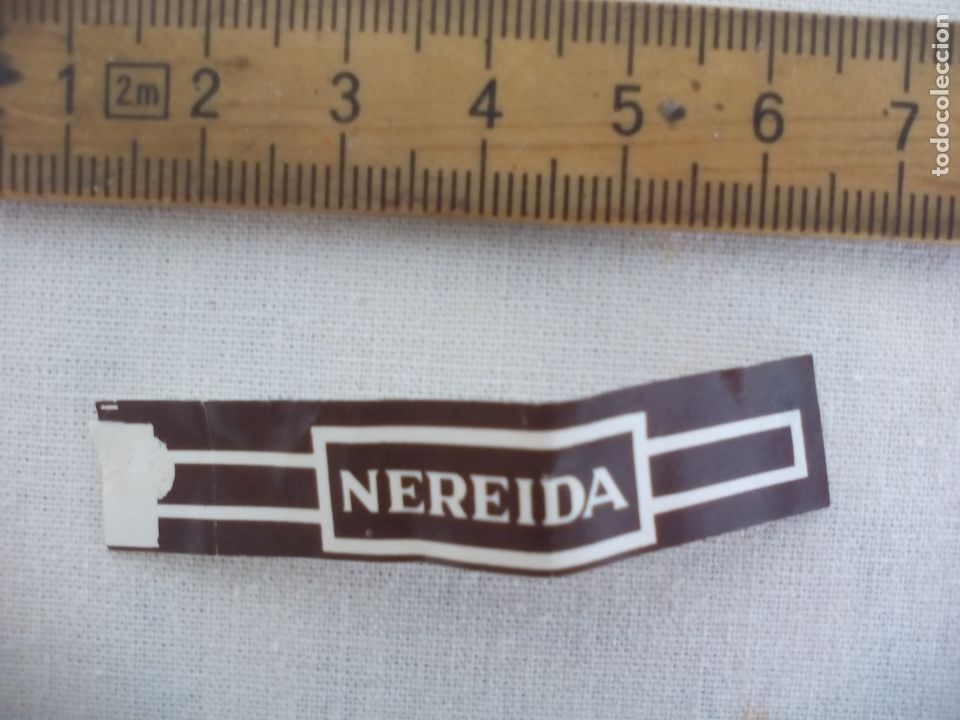 1 2m 2 3 4 5 6 7
NEREIDA
todocoleccion